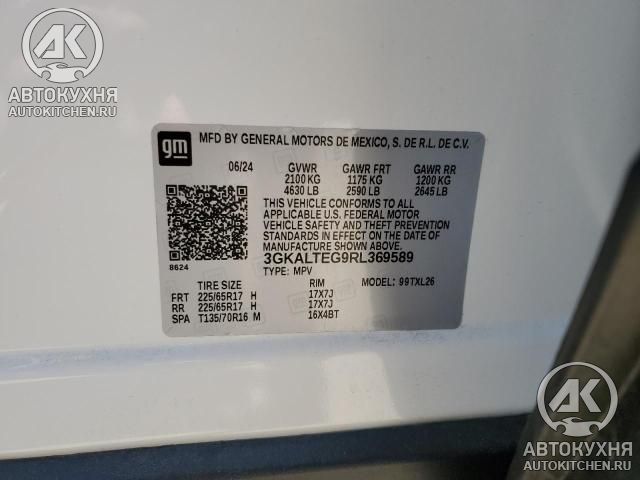 AK
АВТОКУХНЯ
AUTOKITCHEN.RU
gm
MFD BY GENERAL MOTORS DE MEXICO, S. DE R.L. DE C.V.
06/24 GVWR GAWR FRT GAWR RR
2100 KG 1175 KG 1200 KG
4630 LB 2590 LB 2645 LB
THIS VEHICLE CONFORMS TO ALL
APPLICABLE U.S. FEDERAL MOTOR
VEHICLE SAFETY, BUMPER, AND THEFT
PREVENTION STANDARDS IN EFFECT ON THE DATE OF
MANUFACTURE SHOWN ABOVE.
8624
3GKALTEG9RL369589
TYPE: MPV MODEL: 99TXL26
TIRE SIZE RIM
FRT 225/65R17 H 17X7J
RR 225/65R17 H 17X7J
SPA T135/70R16 M 16X4BT
AK
АВТОКУХНЯ
AUTOKITCHEN.RU